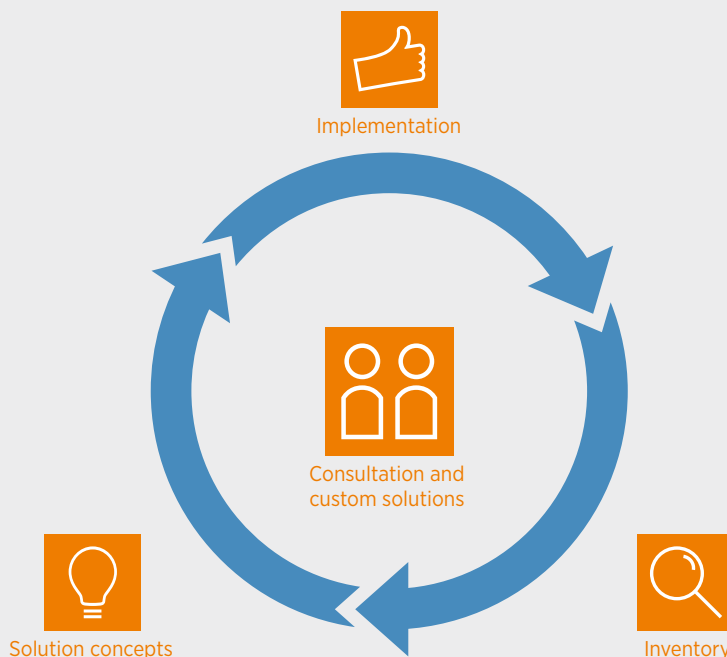 Implementation
Consultation and
custom solutions
Solution concepts
Inventory